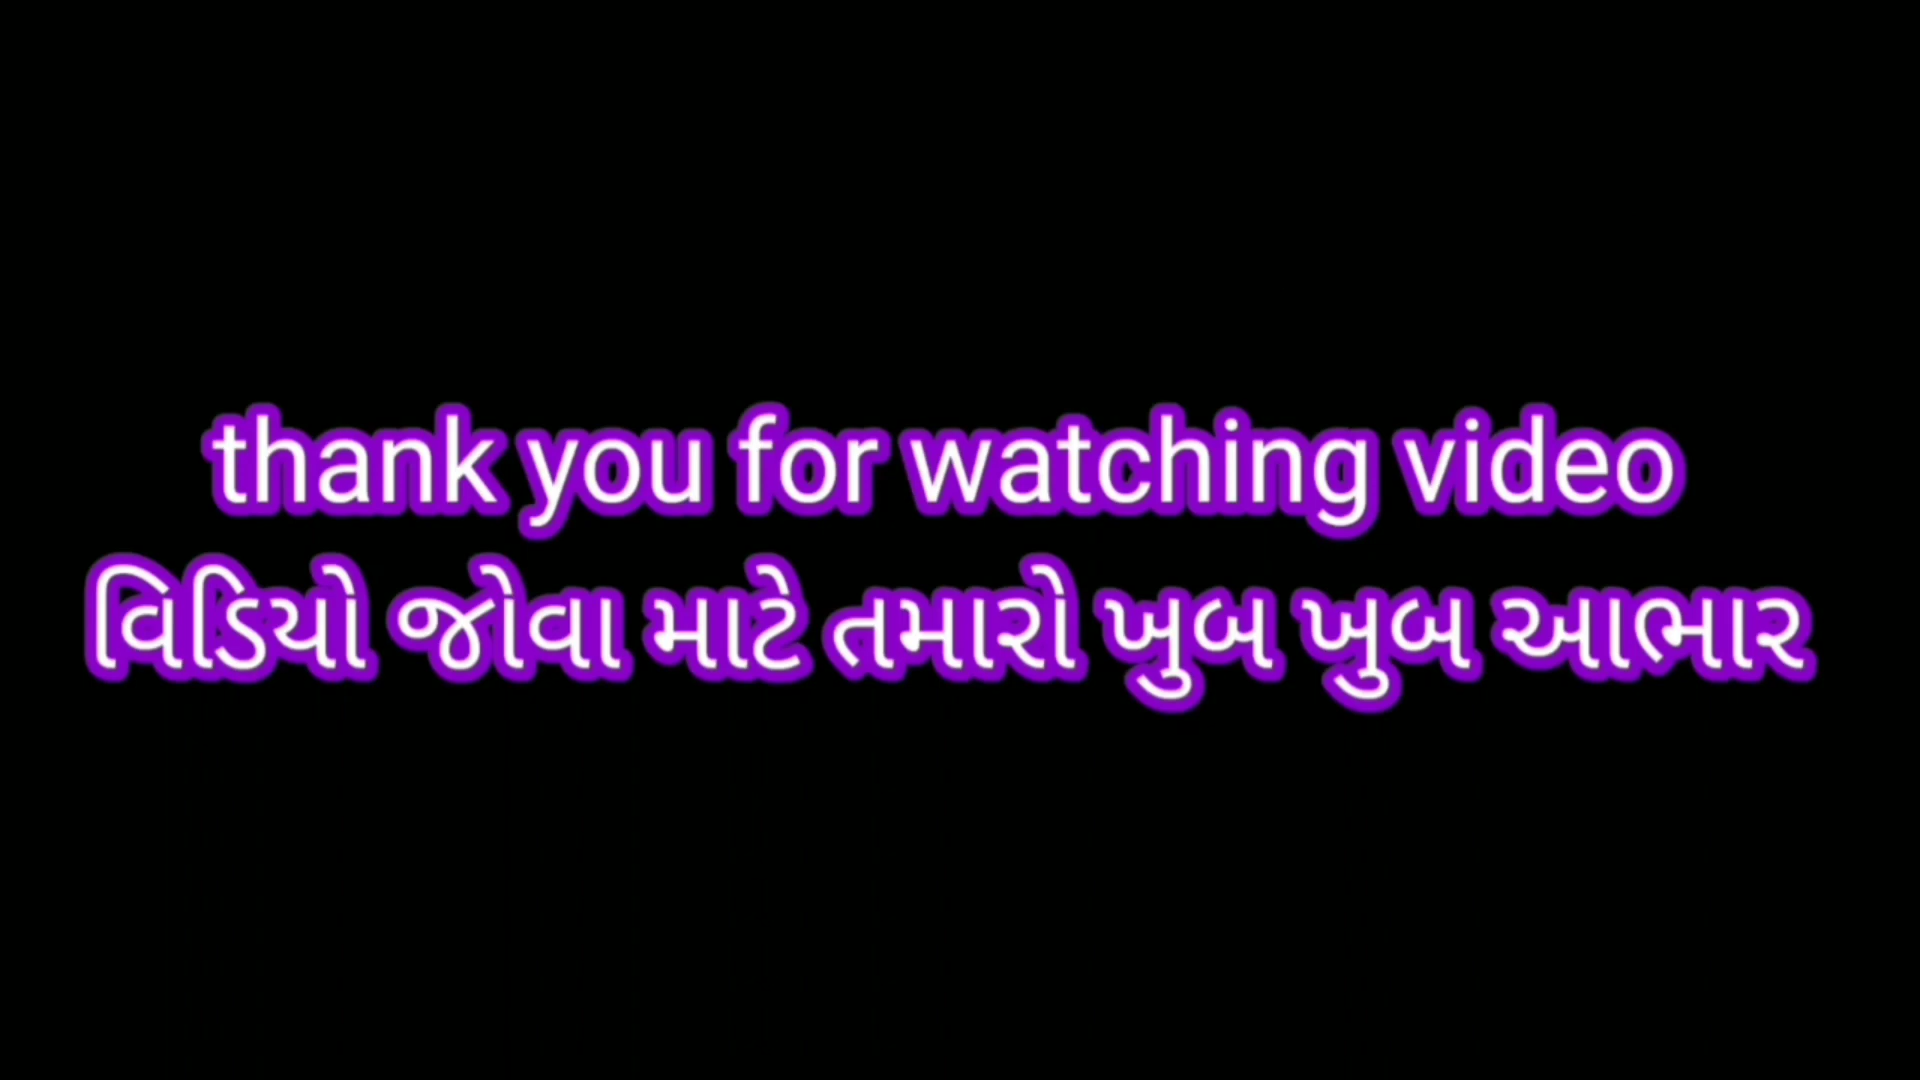 thank you for watching video
વિડિયો જોવા માટે તમારો ખુબ ખુબ આભાર